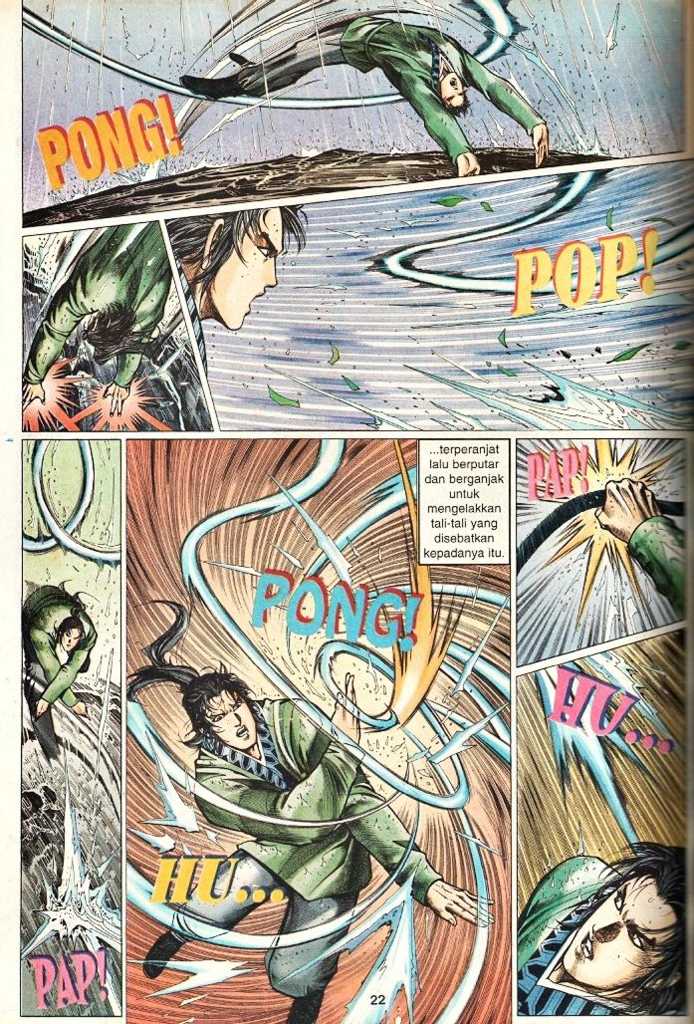 PONG!
POP!
...terperanjat
lalu berputar
dan berganjak
untuk
mengelakkan
tali-tali yang
disebatkan
kepadanya itu.
PAP!
PONG!
HU...
HU...
PAP!
22